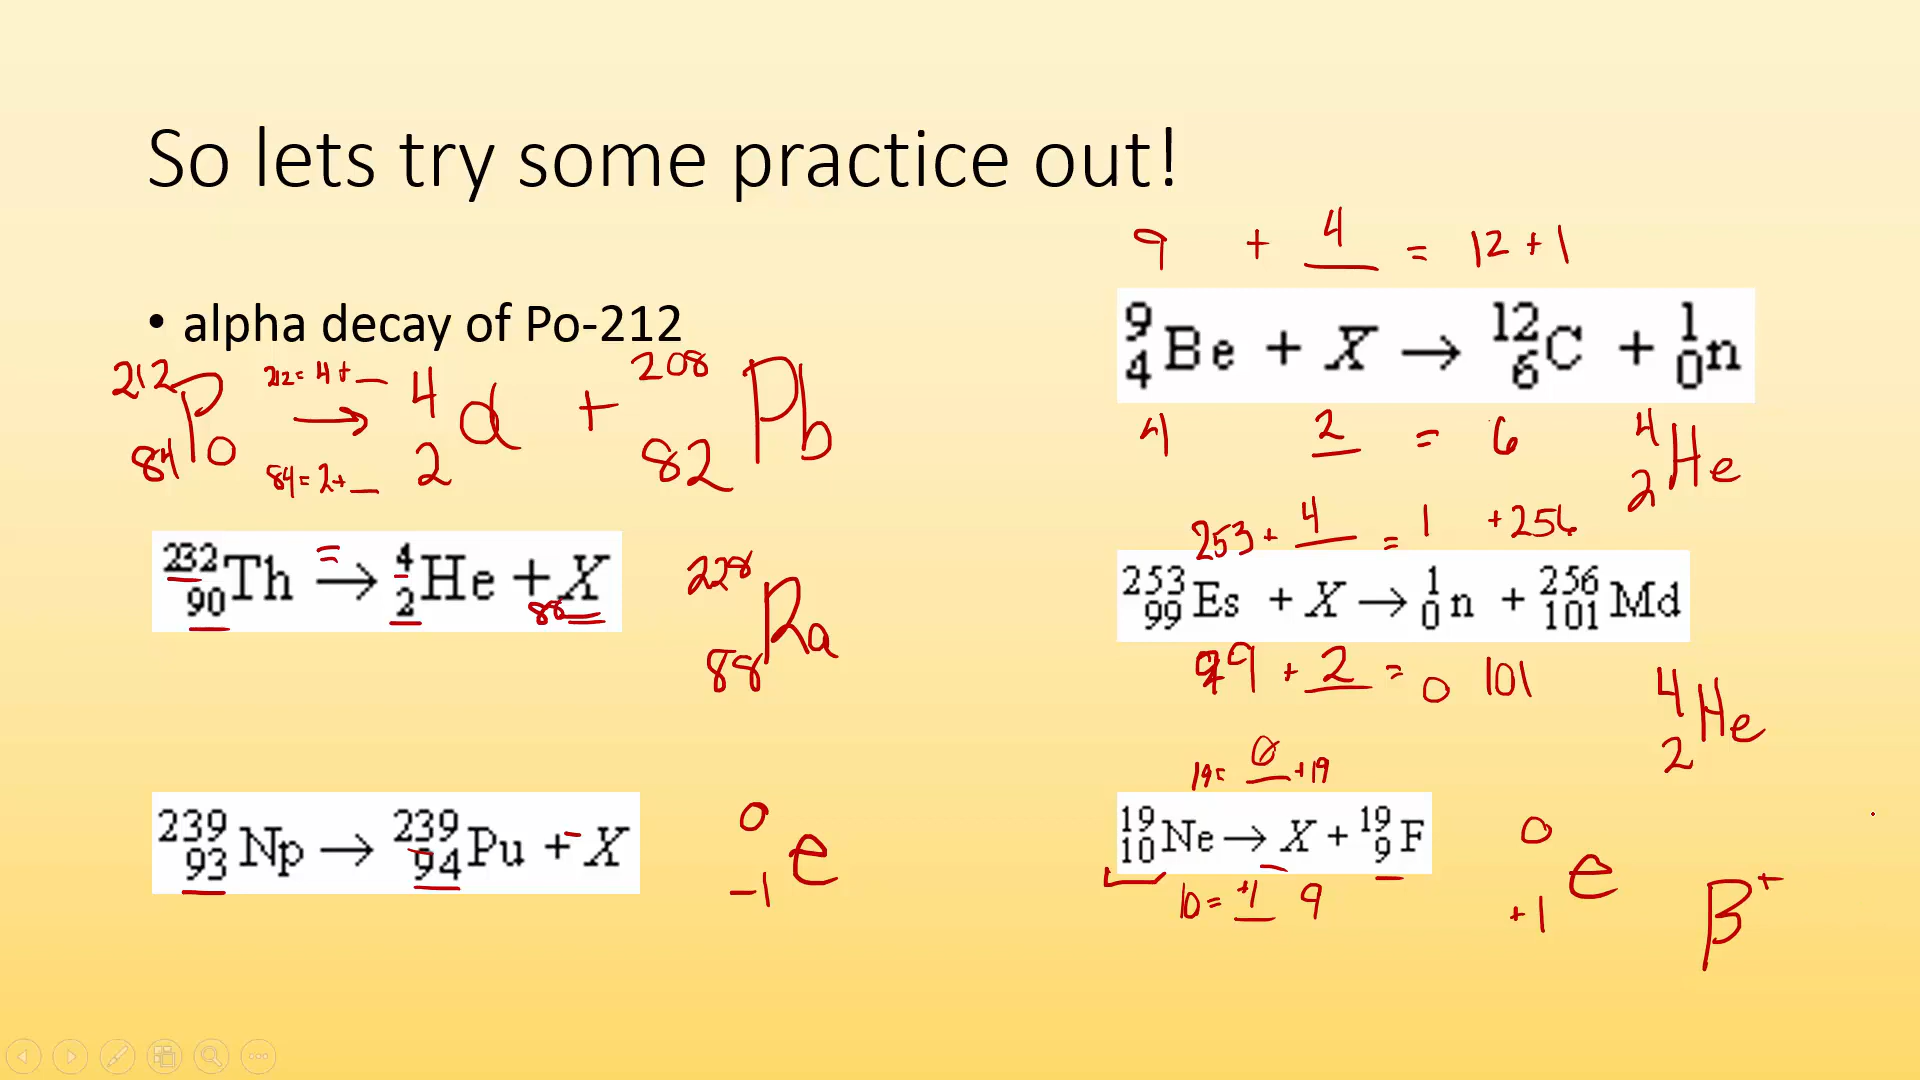 So lets try some practice out!
• alpha decay of Po-212
²¹²₈₄Po → ⁴₂α + ²⁰⁸₈₂Pb
212 = 4 + __
84 = 2 + __
²³²₉₀Th → ⁴₂He + X
=
88
²²⁸₈₈Ra
²³⁹₉₃Np → ²³⁹₉₄Pu + X
⁰₋₁e
9 + 4 = 12 + 1
⁹₄Be + X → ¹²₆C + ¹₀n
4 2 = 6
⁴₂He
253 + 4 = 1 + 256
²⁵³₉₉Es + X → ¹₀n + ²⁵⁶₁₀₁Md
99 + 2 = 0 101
⁴₂He
19 = 0 + 19
¹⁹₁₀Ne → X + ¹⁹₉F
10 = +1 9
⁰₊₁e
β⁺